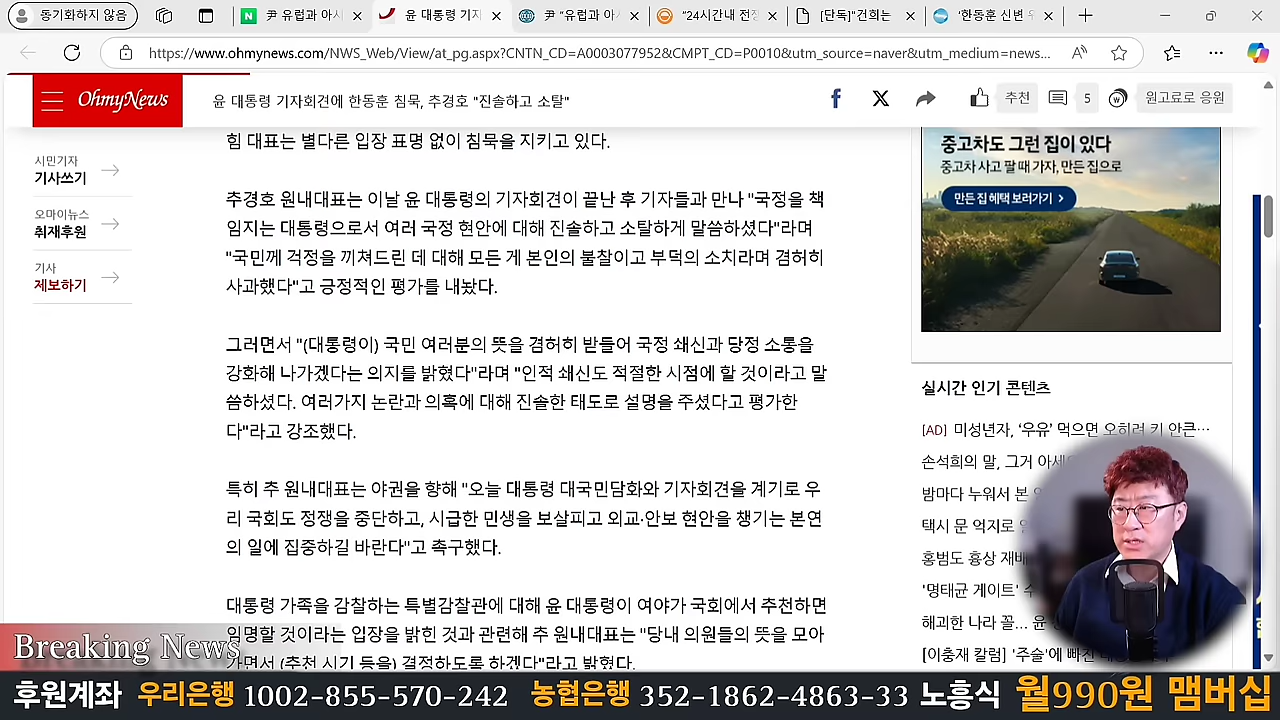 동기화하지 않음
尹 유럽과 아시
윤 대통령 기자
尹 "유럽과 아
"24시간내 전
[단독]"건희는
'한동훈 신변 우
https://www.ohmynews.com/NWS_Web/View/at_pg.aspx?CNTN_CD=A0003077952&CMPT_CD=P0010&utm_source=naver&utm_medium=news...
OhmyNews
윤 대통령 기자회견에 한동훈 침묵, 추경호 "진솔하고 소탈"
추천
5
원고료로 응원
시민기자
기사쓰기
오마이뉴스
취재후원
기사
제보하기
힘 대표는 별다른 입장 표명 없이 침묵을 지키고 있다.
추경호 원내대표는 이날 윤 대통령의 기자회견이 끝난 후 기자들과 만나 "국정을 책
임지는 대통령으로서 여러 국정 현안에 대해 진솔하고 소탈하게 말씀하셨다"라며
"국민께 걱정을 끼쳐드린 데 대해 모든 게 본인의 불찰이고 부덕의 소치라며 겸허히
사과했다"고 긍정적인 평가를 내놨다.
그러면서 "(대통령이) 국민 여러분의 뜻을 겸허히 받들어 국정 쇄신과 당정 소통을
강화해 나가겠다는 의지를 밝혔다"라며 "인적 쇄신도 적절한 시점에 할 것이라고 말
씀하셨다. 여러가지 논란과 의혹에 대해 진솔한 태도로 설명을 주셨다고 평가한
다"라고 강조했다.
특히 추 원내대표는 야권을 향해 "오늘 대통령 대국민담화와 기자회견을 계기로 우
리 국회도 정쟁을 중단하고, 시급한 민생을 보살피고 외교·안보 현안을 챙기는 본연
의 일에 집중하길 바란다"고 촉구했다.
대통령 가족을 감찰하는 특별감찰관에 대해 윤 대통령이 여야가 국회에서 추천하면
임명할 것이라는 입장을 밝힌 것과 관련해 추 원내대표는 "당내 의원들의 뜻을 모아
가면서 (추천 시기 등을) 결정하도록 하겠다"라고 밝혔다.
중고차도 그런 집이 있다
중고차 사고 팔 때 가자, 만든 집으로
만든 집 혜택 보러가기
실시간 인기 콘텐츠
[AD] 미성년자, '우유' 먹으면 오히려 키 안큰…
손석희의 말, 그거 아세
밤마다 누워서 본
택시 문 억지로
홍범도 흉상 재배
'명태균 게이트'
해괴한 나라 꼴... 윤
[이충재 칼럼] '주술'에 빠진
Breaking News
후원계좌 우리은행 1002-855-570-242 농협은행 352-1862-4863-33 노흥식 월990원 맴버십